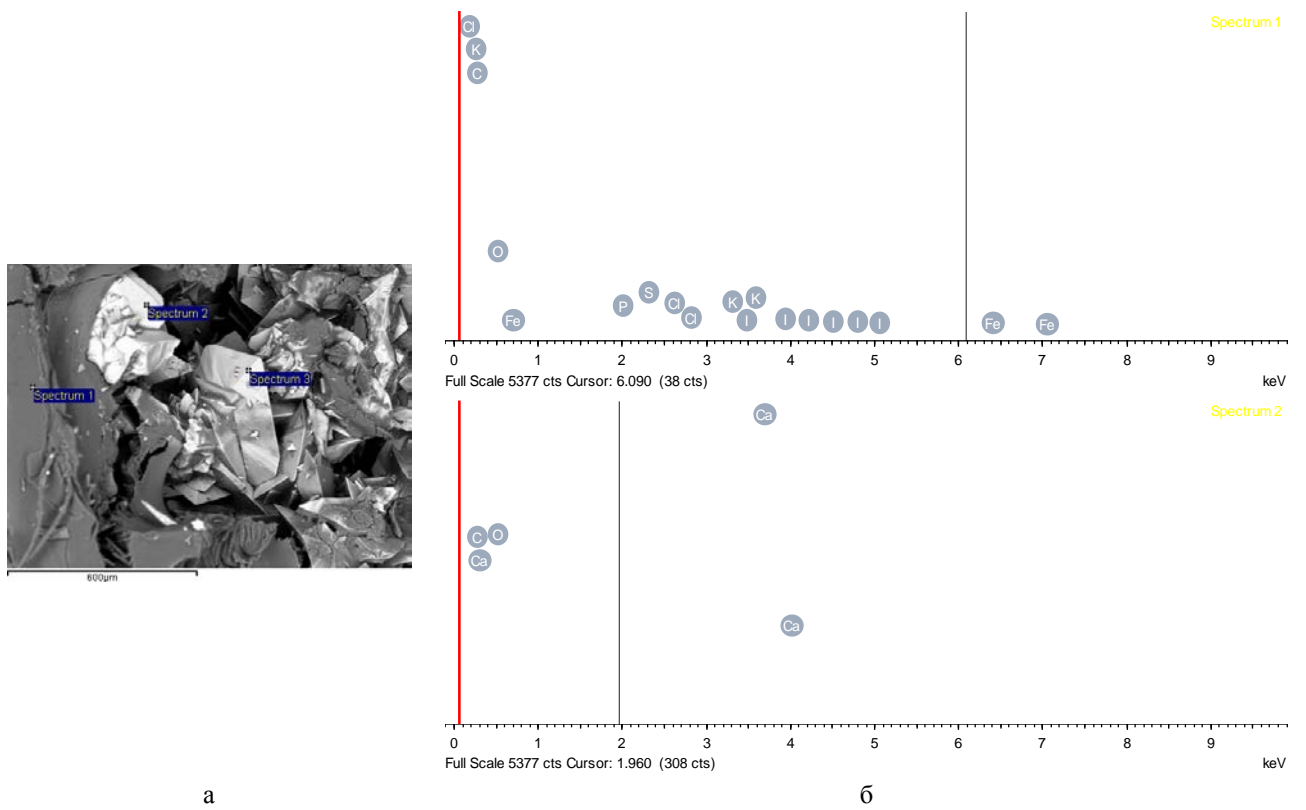 Spectrum 1
Cl
K
C
O
Fe
P
S
Cl
Cl
K
K
I
I
I
I
I
I
Fe
Fe
0 1 2 3 4 5 6 7 8 9
Full Scale 5377 cts Cursor: 6.090 (38 cts) keV
Spectrum 2
Spectrum 3
Spectrum 1
600µm
Spectrum 2
Ca
C O
Ca
Ca
0 1 2 3 4 5 6 7 8 9
Full Scale 5377 cts Cursor: 1.960 (308 cts) keV
а б